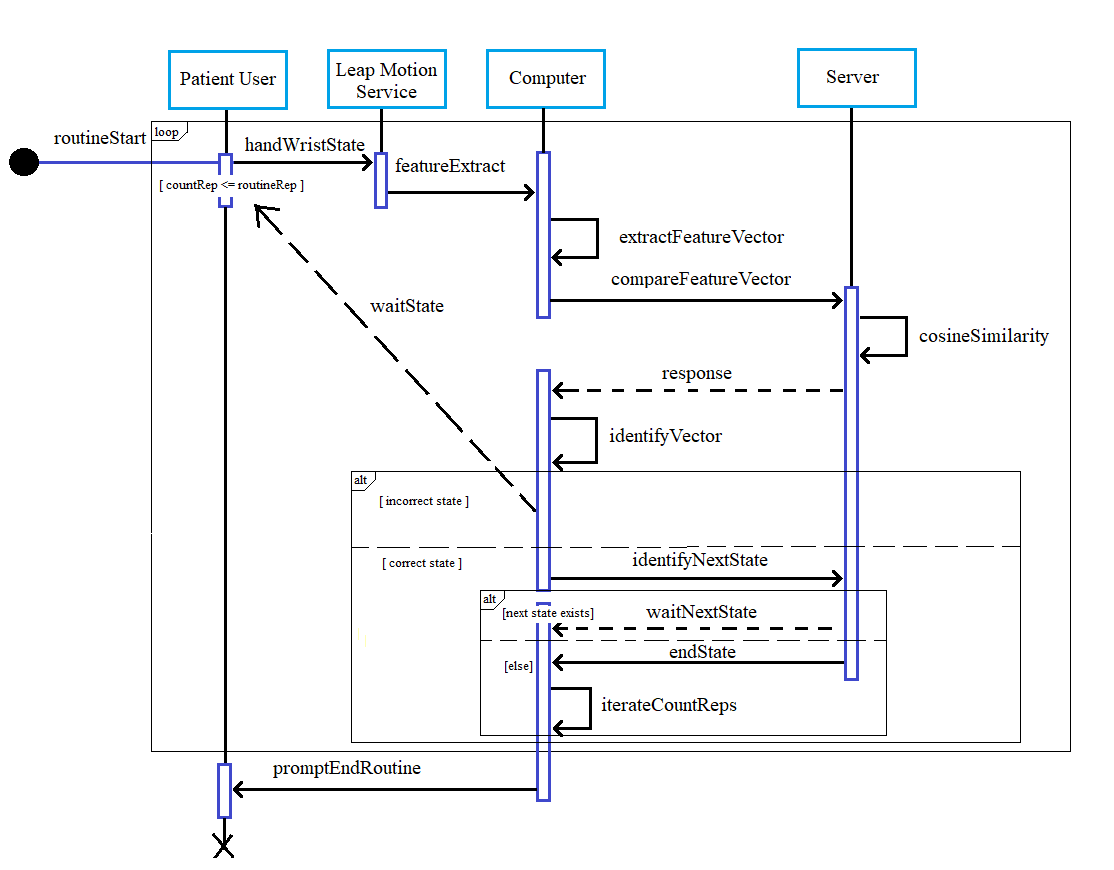 Patient User
Leap Motion
Service
Computer
Server
loop
routineStart
handWristState
featureExtract
[ countRep <= routineRep ]
extractFeatureVector
compareFeatureVector
waitState
cosineSimilarity
response
identifyVector
alt
[ incorrect state ]
[ correct state ]
identifyNextState
alt
[next state exists]
waitNextState
endState
[else]
iterateCountReps
promptEndRoutine